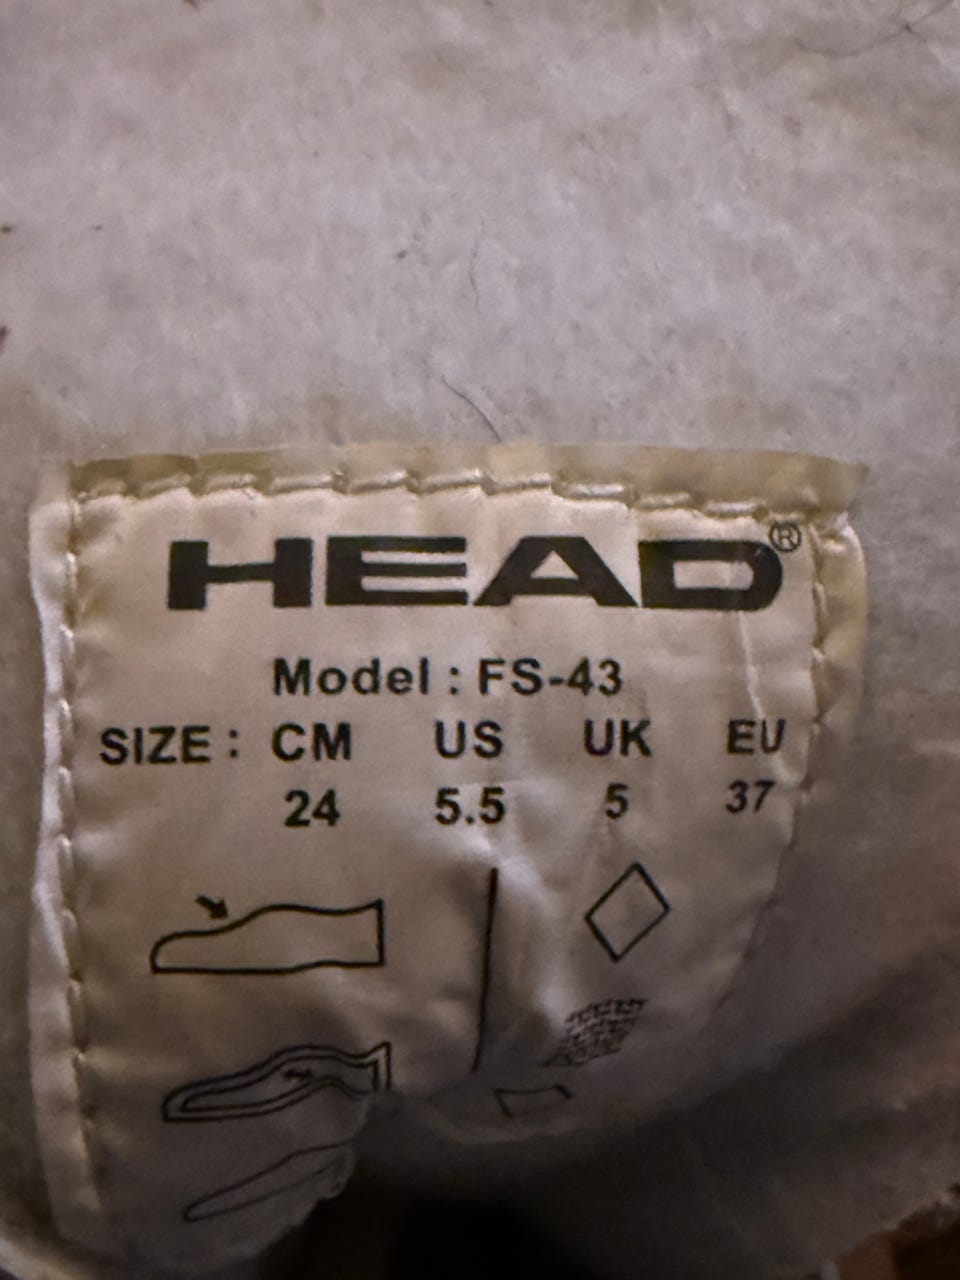 HEAD®
Model : FS-43
SIZE : CM US UK EU
24 5.5 5 37